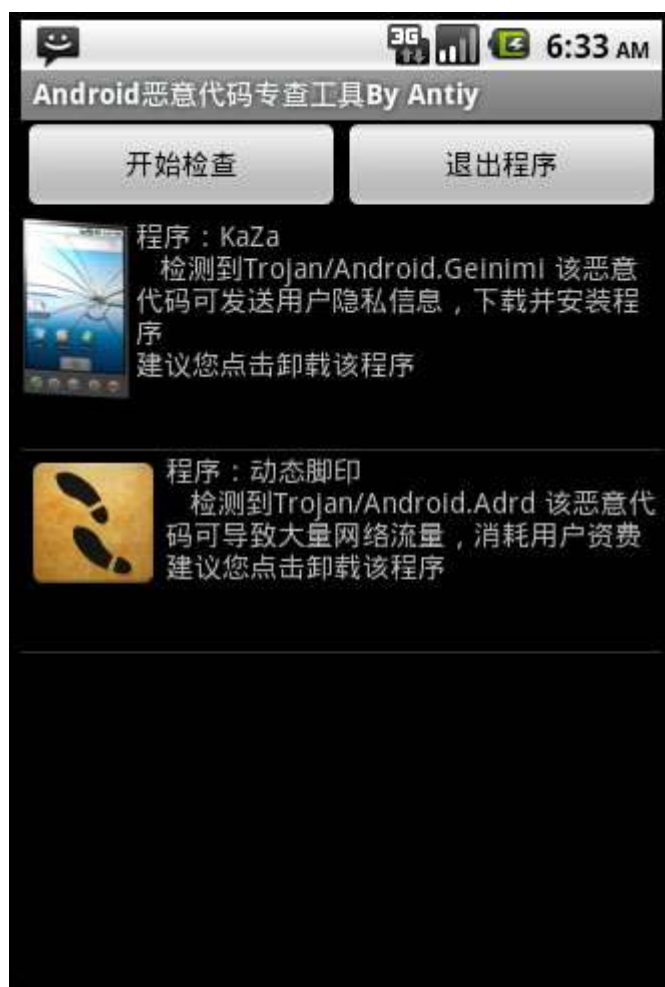 3G
6:33 AM
Android恶意代码专查工具By Antiy
开始检查
退出程序
程序：KaZa
检测到Trojan/Android.Geinimi 该恶意
代码可发送用户隐私信息，下载并安装程
序
建议您点击卸载该程序
程序：动态脚印
检测到Trojan/Android.Adrd 该恶意代
码可导致大量网络流量，消耗用户资费
建议您点击卸载该程序